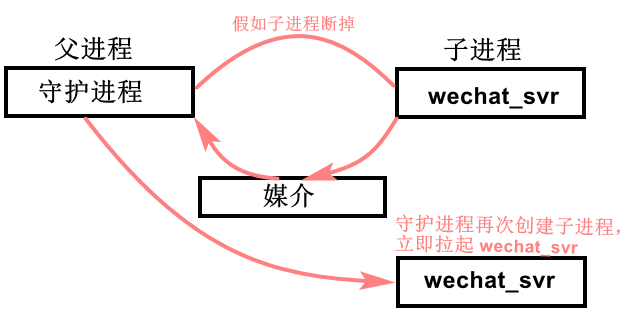 假如子进程断掉
父进程
子进程
守护进程
wechat_svr
媒介
守护进程再次创建子进程，
立即拉起 wechat_svr
wechat_svr